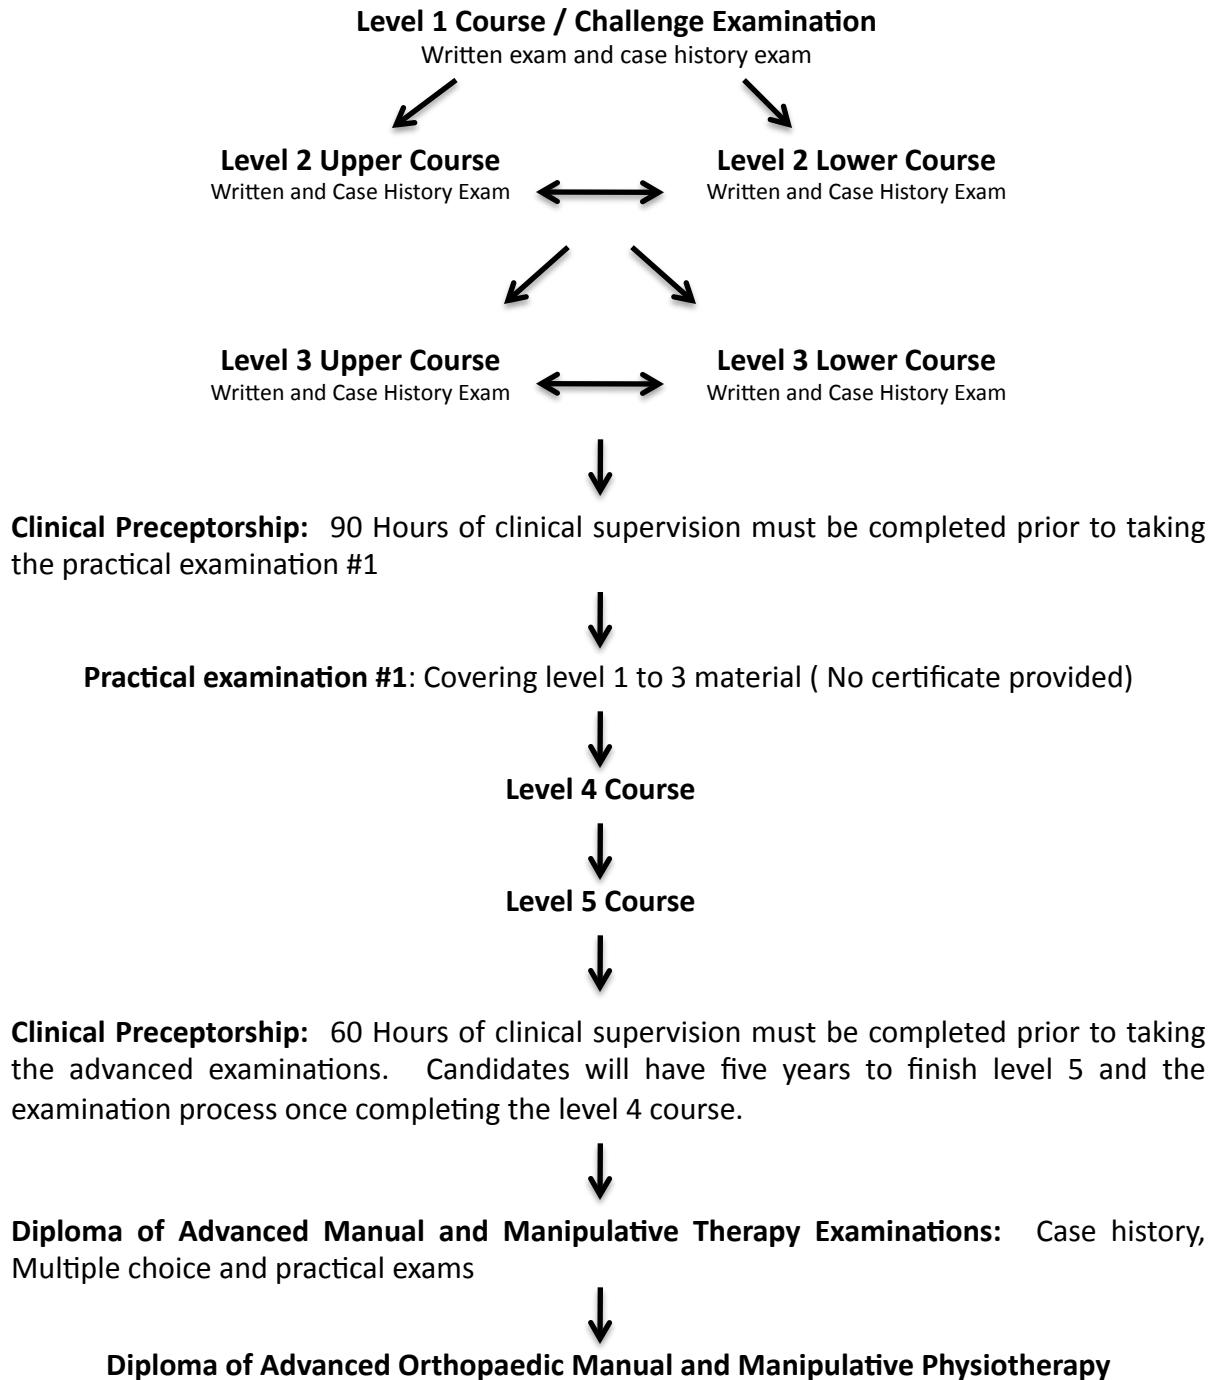 Level 1 Course / Challenge Examination
Written exam and case history exam
Level 2 Upper Course
Written and Case History Exam
Level 2 Lower Course
Written and Case History Exam
Level 3 Upper Course
Written and Case History Exam
Level 3 Lower Course
Written and Case History Exam
Clinical Preceptorship: 90 Hours of clinical supervision must be completed prior to taking
the practical examination #1
Practical examination #1: Covering level 1 to 3 material ( No certificate provided)
Level 4 Course
Level 5 Course
Clinical Preceptorship: 60 Hours of clinical supervision must be completed prior to taking
the advanced examinations. Candidates will have five years to finish level 5 and the
examination process once completing the level 4 course.
Diploma of Advanced Manual and Manipulative Therapy Examinations: Case history,
Multiple choice and practical exams
Diploma of Advanced Orthopaedic Manual and Manipulative Physiotherapy